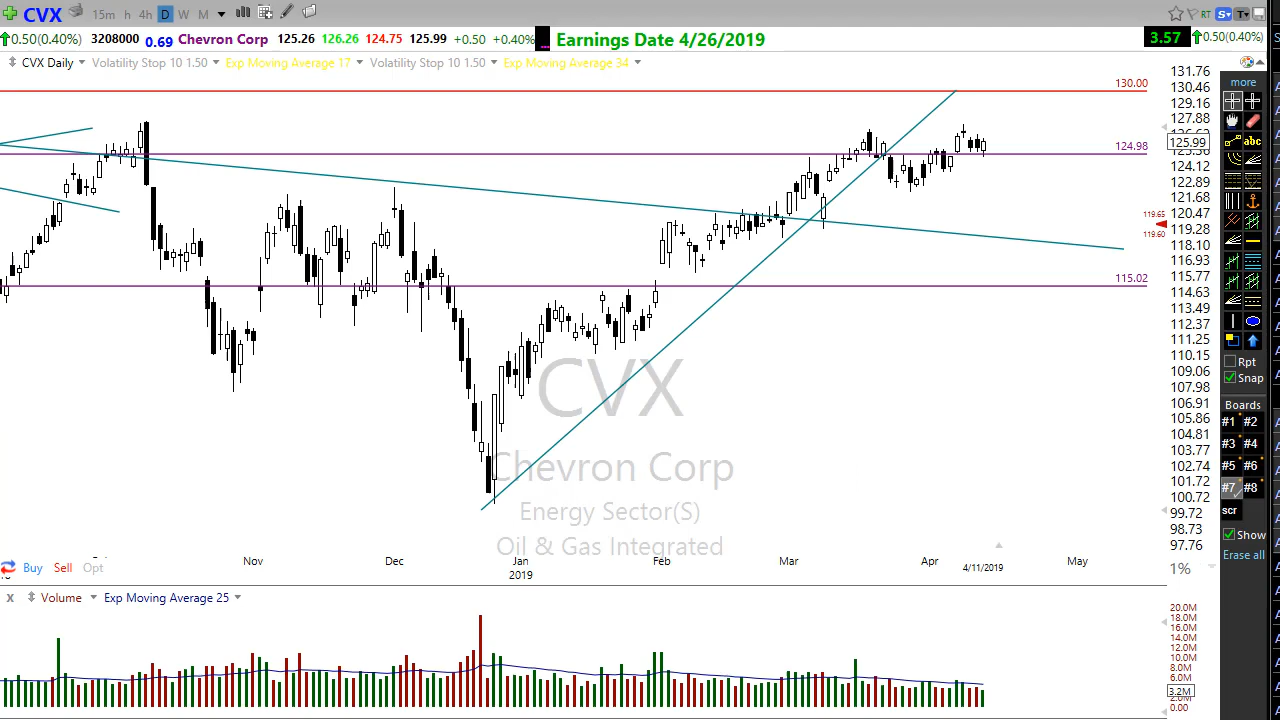 CVX 15m 1h 4h D W M RT S T
0.50(0.40%) 3208000 0.69 Chevron Corp 125.26 126.26 124.75 125.99 +0.50 +0.40% ... Earnings Date 4/26/2019 3.57 0.50(0.40%)
CVX Daily Volatility Stop 10 1.50 Exp Moving Average 17 Volatility Stop 10 1.50 Exp Moving Average 34
131.76
130.46
129.16
127.88
125.99
124.12
122.89
121.68
120.47
119.28
118.10
116.93
115.77
114.63
113.49
112.37
111.25
110.15
109.06
107.98
106.91
105.86
104.81
103.77
102.74
101.72
100.72
99.72
98.73
97.76
1%
130.00
124.98
119.65
119.60
115.02
CVX
Chevron Corp
Energy Sector(S)
Oil & Gas Integrated
Nov Dec Jan Feb Mar Apr May
2019 4/11/2019
Buy Sell Opt
X Volume Exp Moving Average 25
20.0M
18.0M
16.0M
14.0M
12.0M
10.0M
8.0M
6.0M
3.2M
2.0M
0.00
more
abc
Rpt
Snap
Boards
#1 #2
#3 #4
#5 #6
#7 #8
scr
Show
Erase all